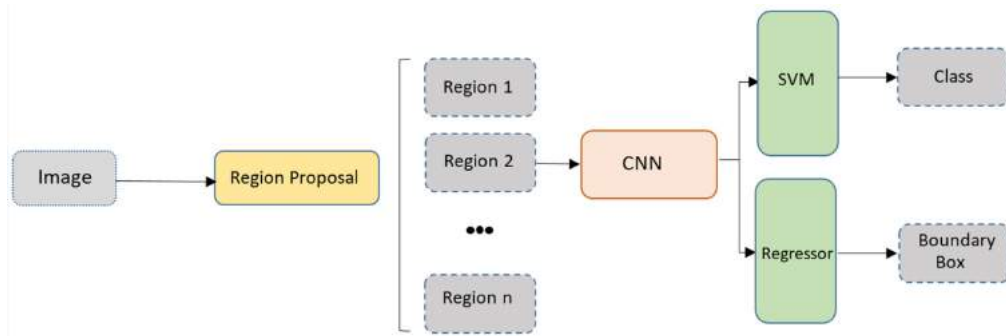 Image
Region Proposal
Region 1
Region 2
•••
Region n
CNN
SVM
Regressor
Class
Boundary
Box